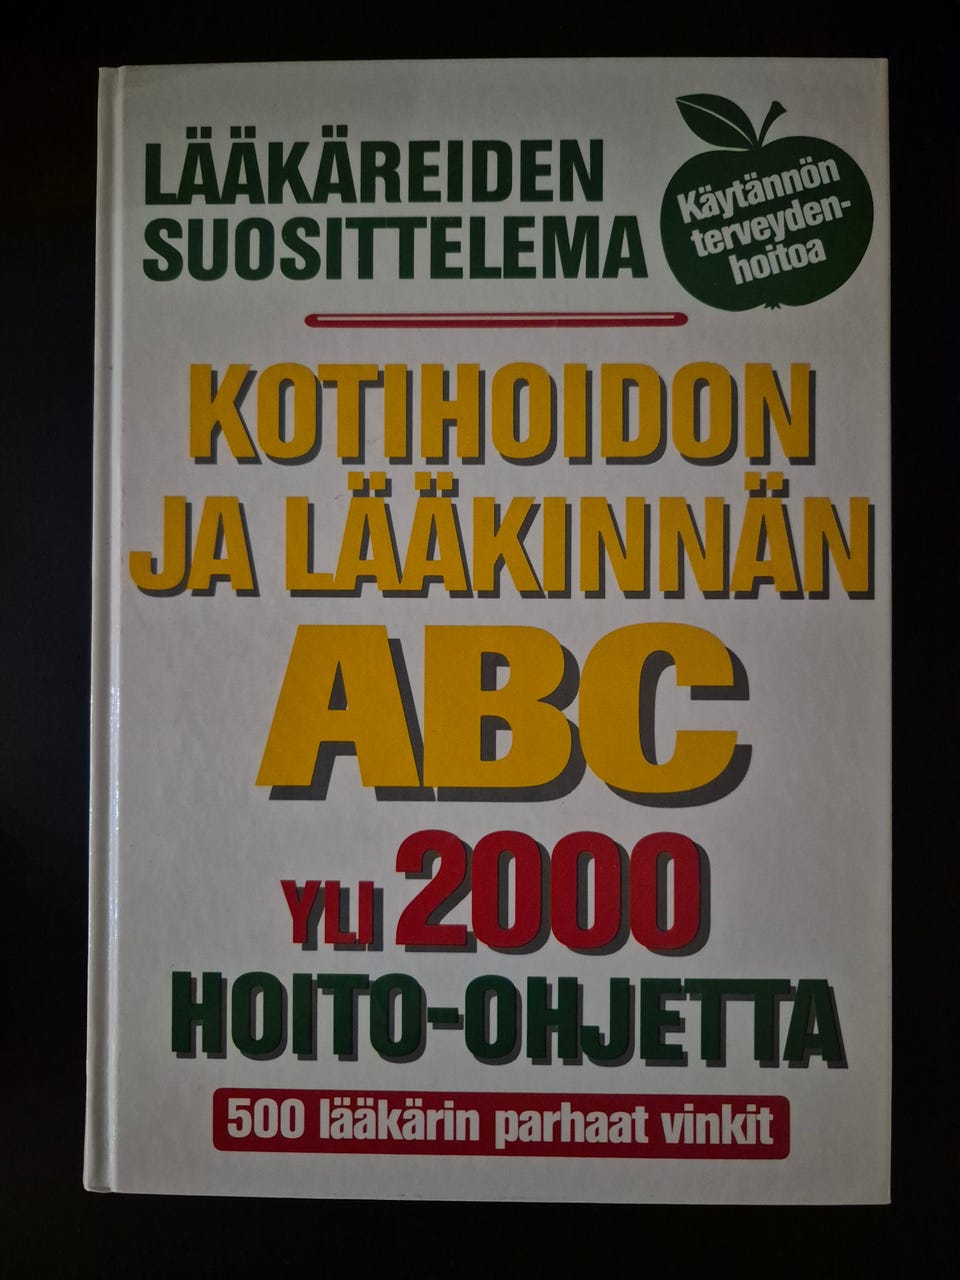 LÄÄKÄREIDEN
SUOSITTELEMA
Käytännön
terveyden-
hoitoa
KOTIHOIDON
JA LÄÄKINNÄN
ABC
YLI 2000
HOITO-OHJETTA
500 lääkärin parhaat vinkit